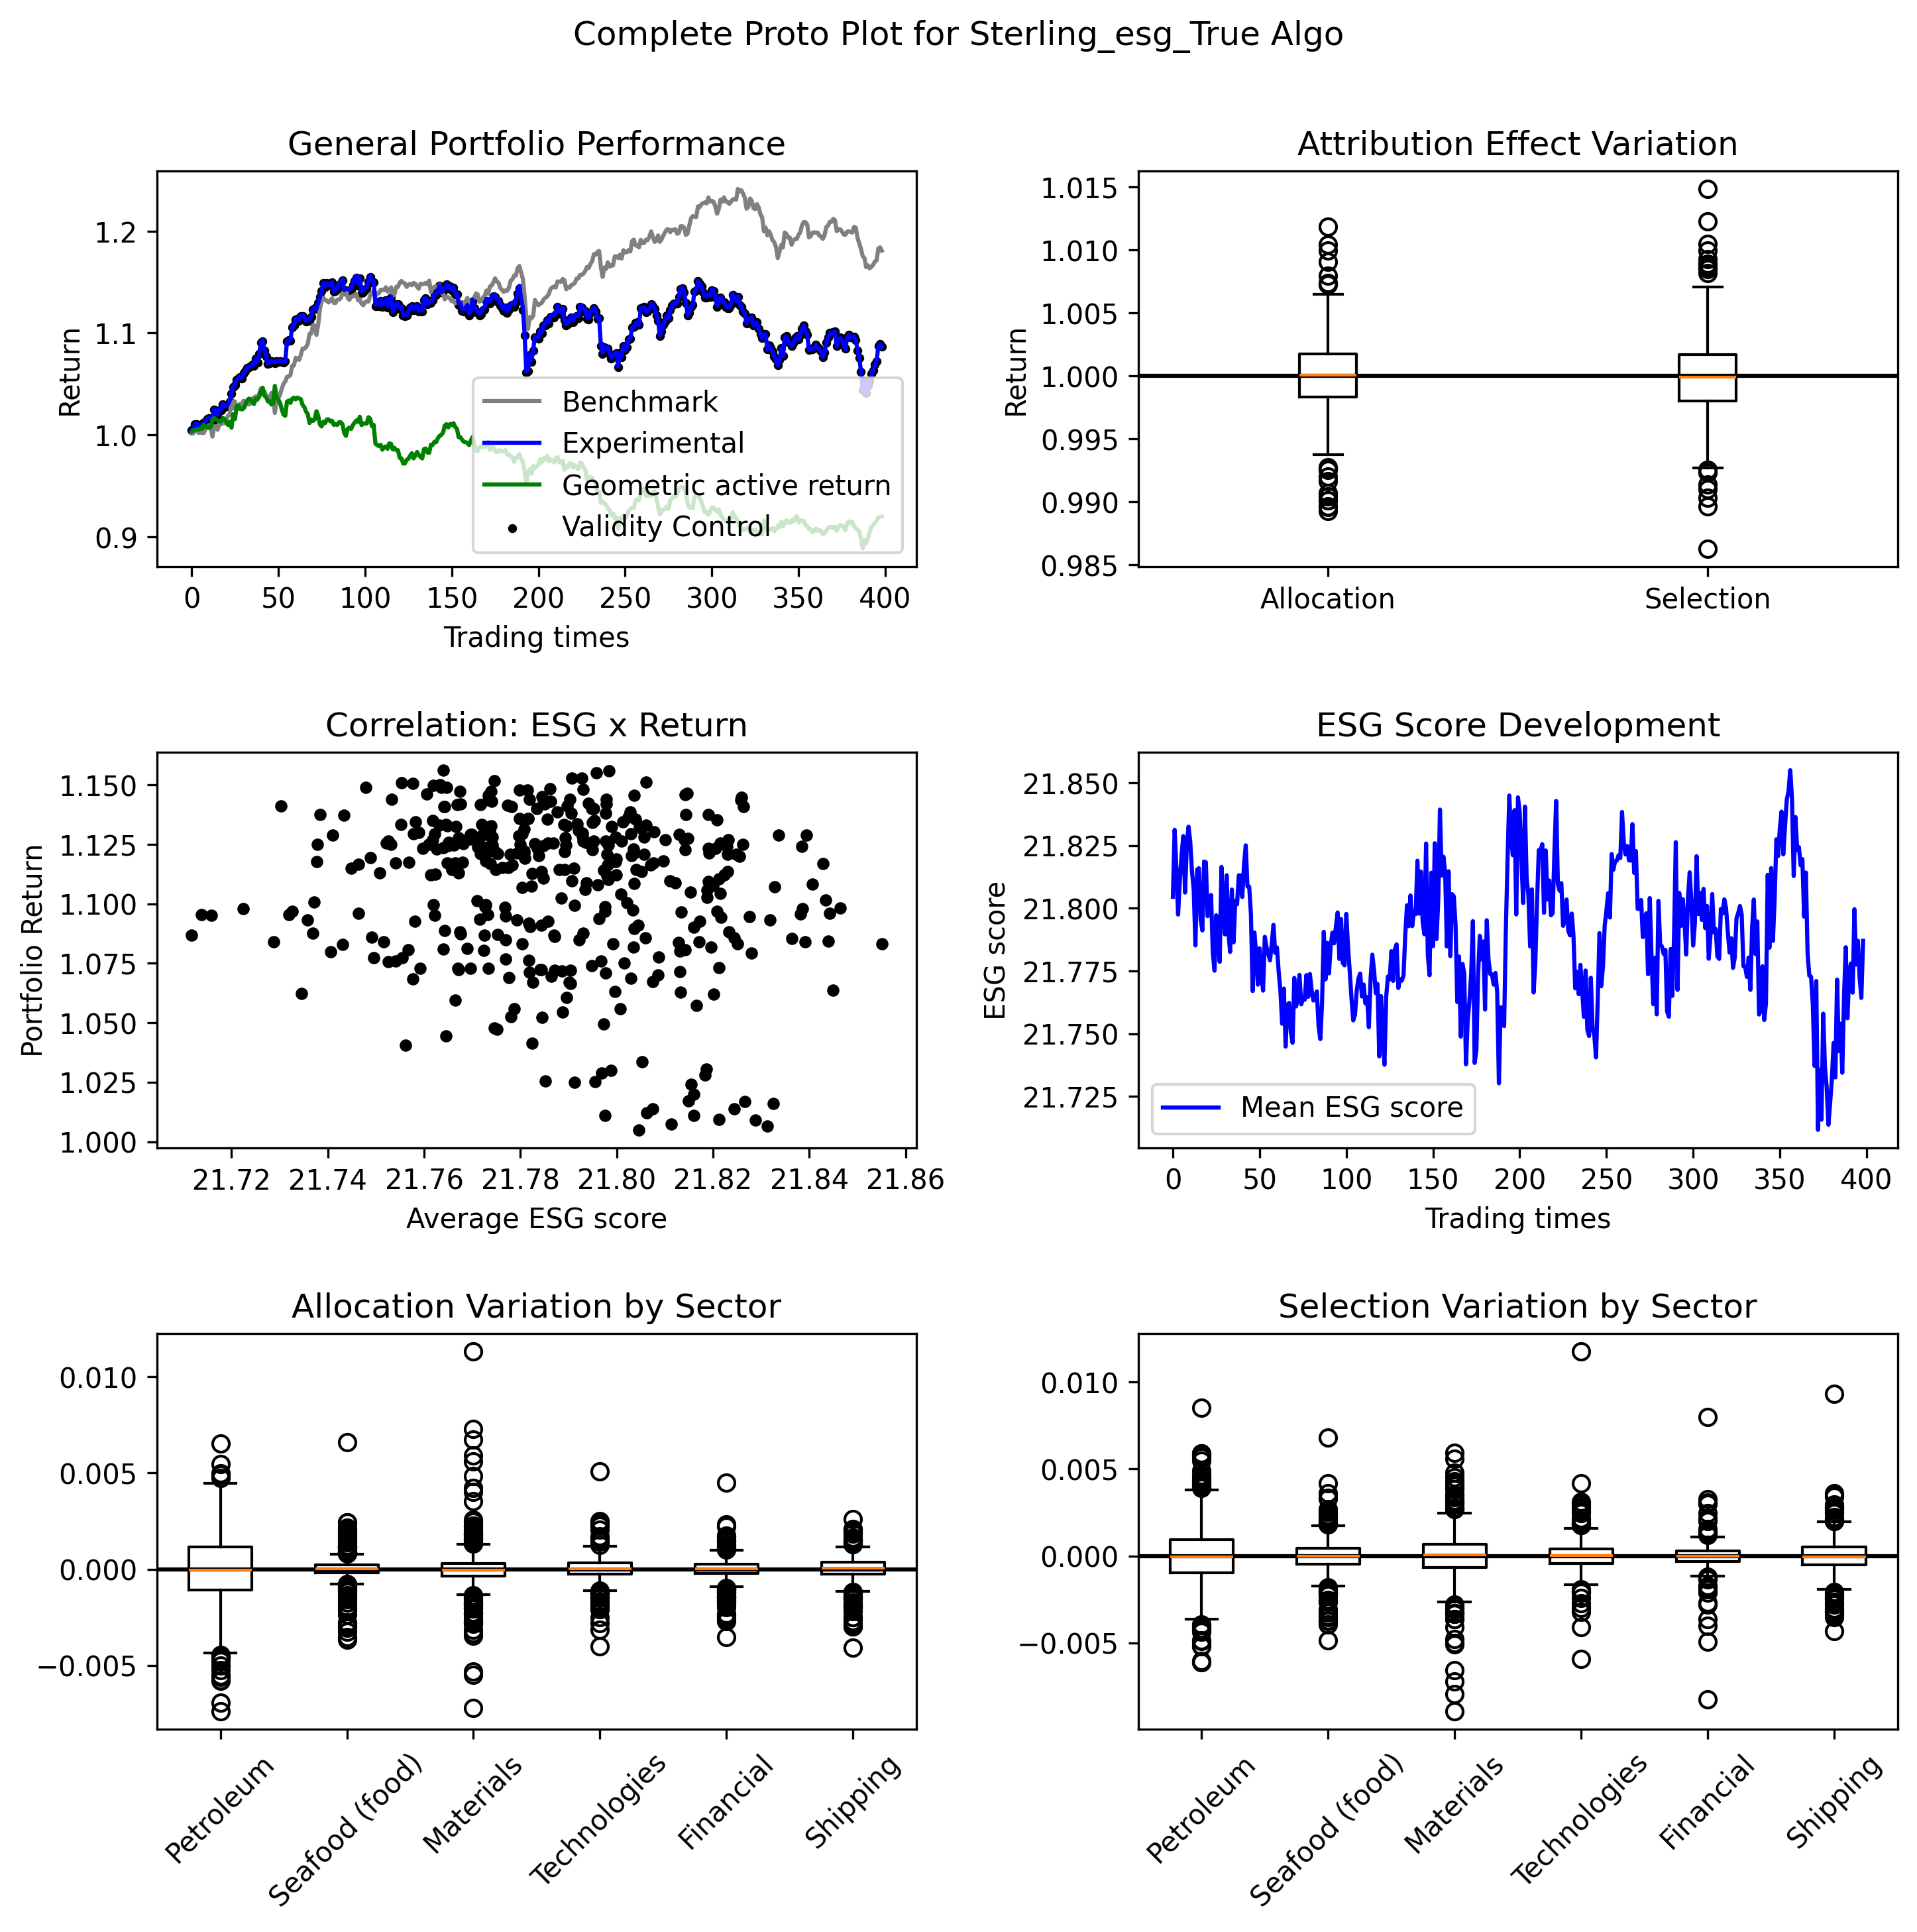 Complete Proto Plot for Sterling_esg_True Algo
General Portfolio Performance
Return
1.2
1.1
1.0
0.9
Benchmark
Experimental
Geometric active return
Validity Control
0 50 100 150 200 250 300 350 400
Trading times
Attribution Effect Variation
Return
1.015
1.010
1.005
1.000
0.995
0.990
0.985
Allocation Selection
Correlation: ESG x Return
Portfolio Return
1.150
1.125
1.100
1.075
1.050
1.025
1.000
21.72 21.74 21.76 21.78 21.80 21.82 21.84 21.86
Average ESG score
ESG Score Development
ESG score
21.850
21.825
21.800
21.775
21.750
21.725
Mean ESG score
0 50 100 150 200 250 300 350 400
Trading times
Allocation Variation by Sector
0.010
0.005
0.000
−0.005
Petroleum
Seafood (food)
Materials
Technologies
Financial
Shipping
Selection Variation by Sector
0.010
0.005
0.000
−0.005
Petroleum
Seafood (food)
Materials
Technologies
Financial
Shipping